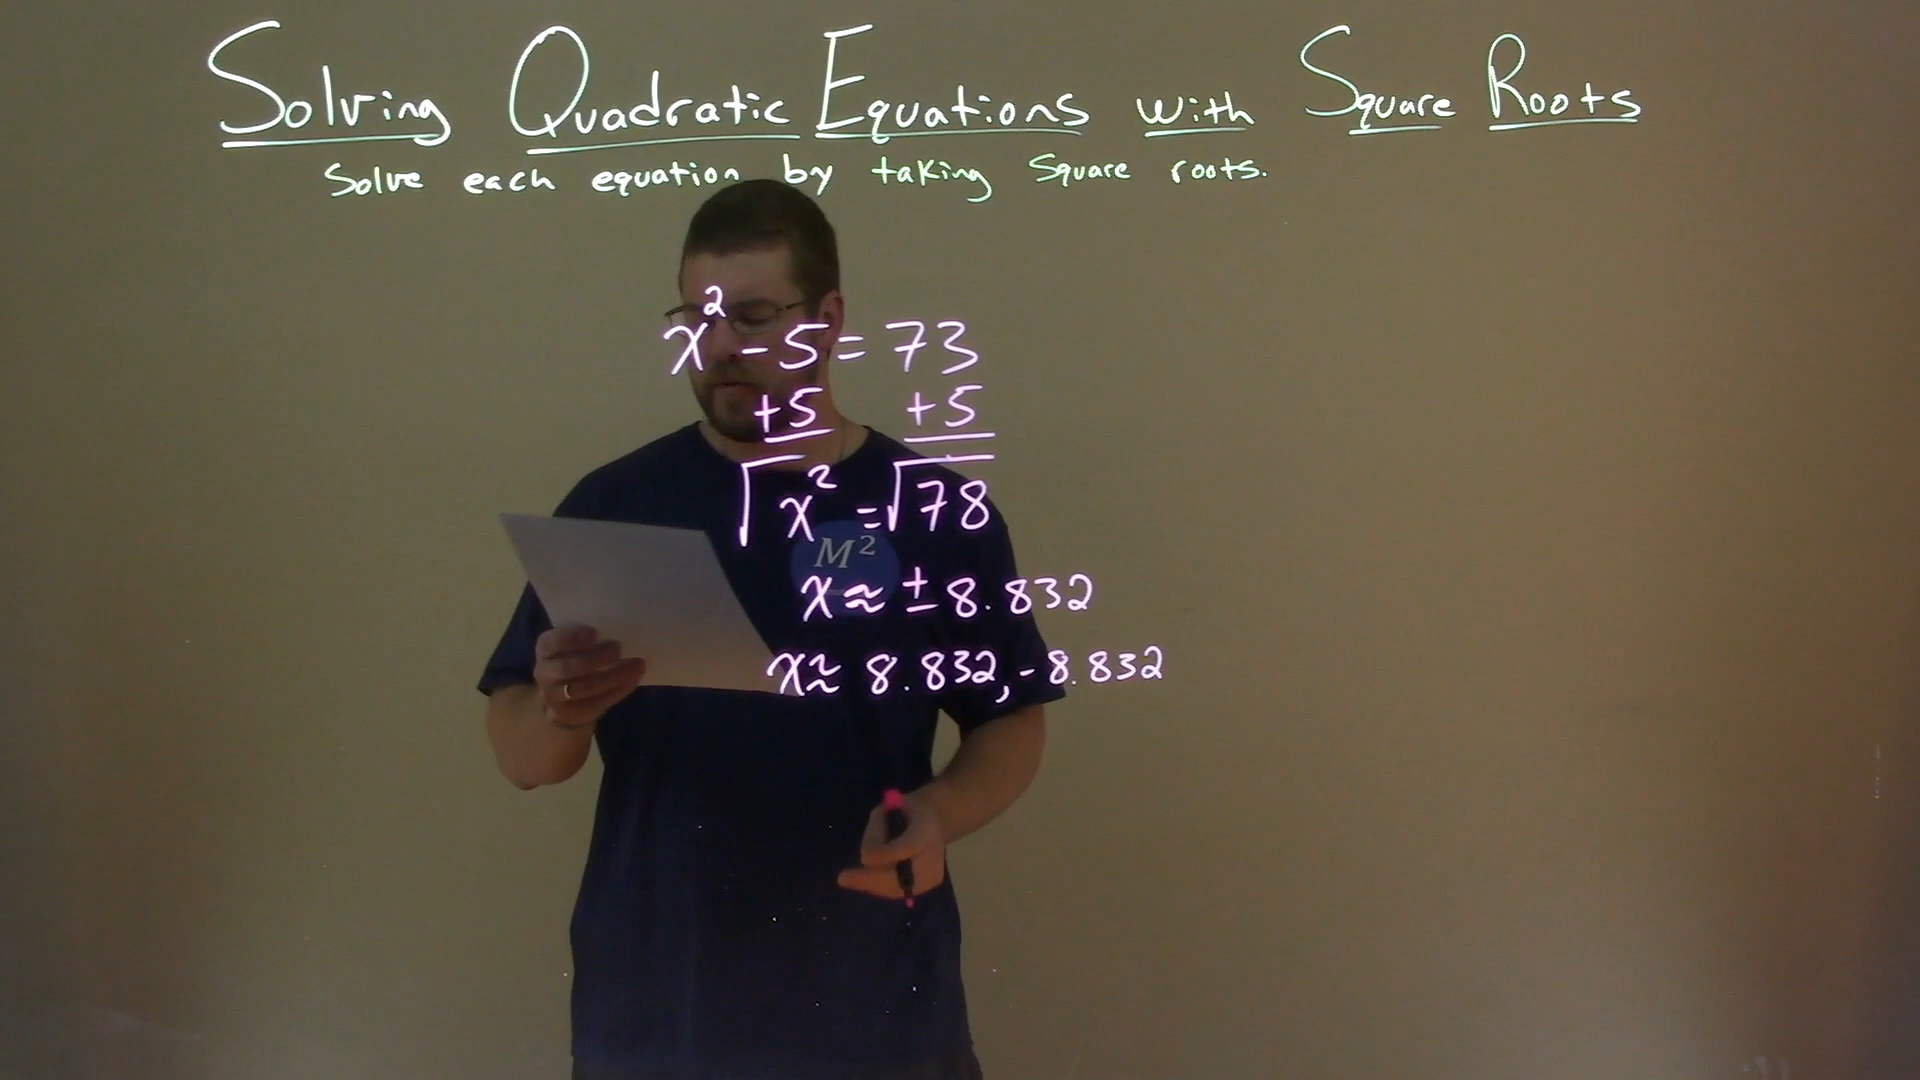 Solving Quadratic Equations with Square Roots
Solve each equation by taking square roots.
x² - 5 = 73
+5 +5
√x² = √78
M²
x ≈ ± 8.832
x ≈ 8.832, -8.832